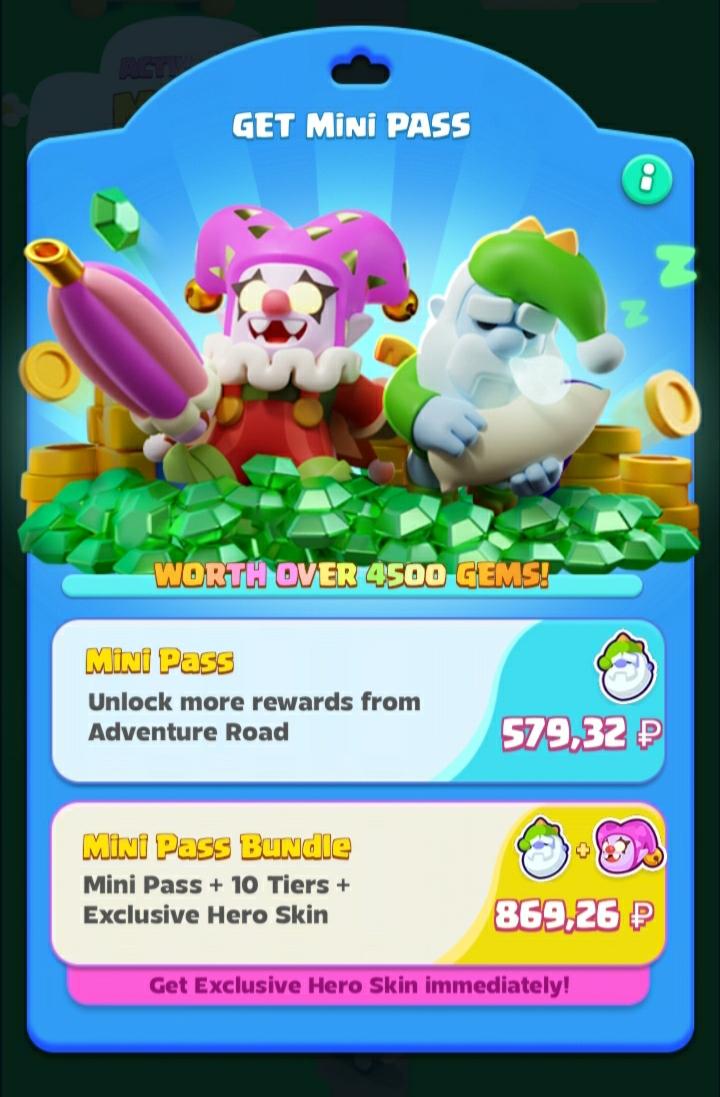 GET Mini PASS
WORTH OVER 4500 GEMS!
Mini Pass
Unlock more rewards from
Adventure Road
579,32 ₽
Mini Pass Bundle
Mini Pass + 10 Tiers +
Exclusive Hero Skin
869,26 ₽
Get Exclusive Hero Skin immediately!